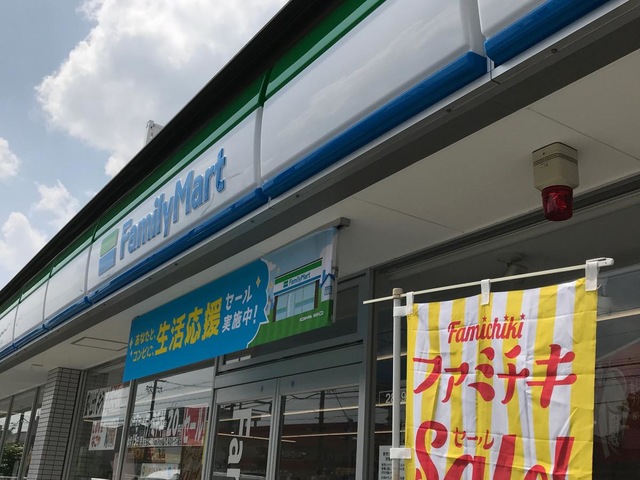 FamilyMart
あなたと、
コンビに、
生活応援
セール
実施中!
FamilyMart
Famichiki
ファミチキ
セール
Sale!